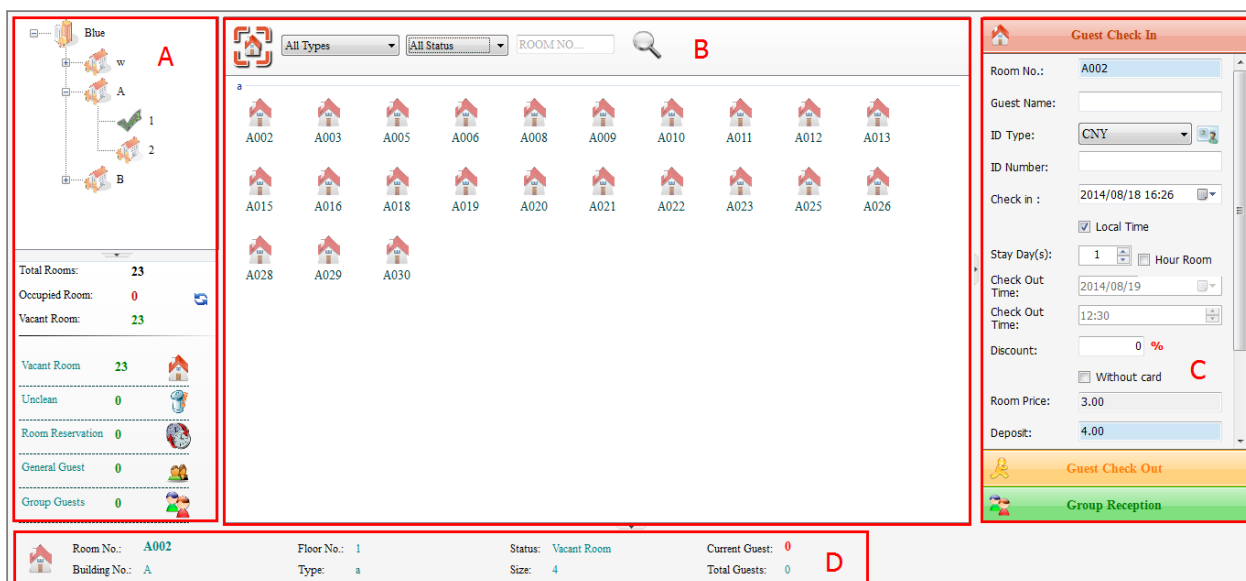 Blue
w
A
1
2
B
A
Total Rooms: 23
Occupied Room: 0
Vacant Room: 23
Vacant Room 23
Unclean 0
Room Reservation 0
General Guest 0
Group Guests 0
All Types All Status ROOM NO.... B
a
A002 A003 A005 A006 A008 A009 A010 A011 A012 A013
A015 A016 A018 A019 A020 A021 A022 A023 A025 A026
A028 A029 A030
Guest Check In
Room No.: A002
Guest Name:
ID Type: CNY
ID Number:
Check in : 2014/08/18 16:26
Local Time
Stay Day(s): 1 Hour Room
Check Out
Time: 2014/08/19
Check Out
Time: 12:30
Discount: 0 %
Without card C
Room Price: 3.00
Deposit: 4.00
Guest Check Out
Group Reception
Room No.: A002 Floor No.: 1 Status: Vacant Room Current Guest: 0
Building No.: A Type: a Size: 4 Total Guests: 0
D